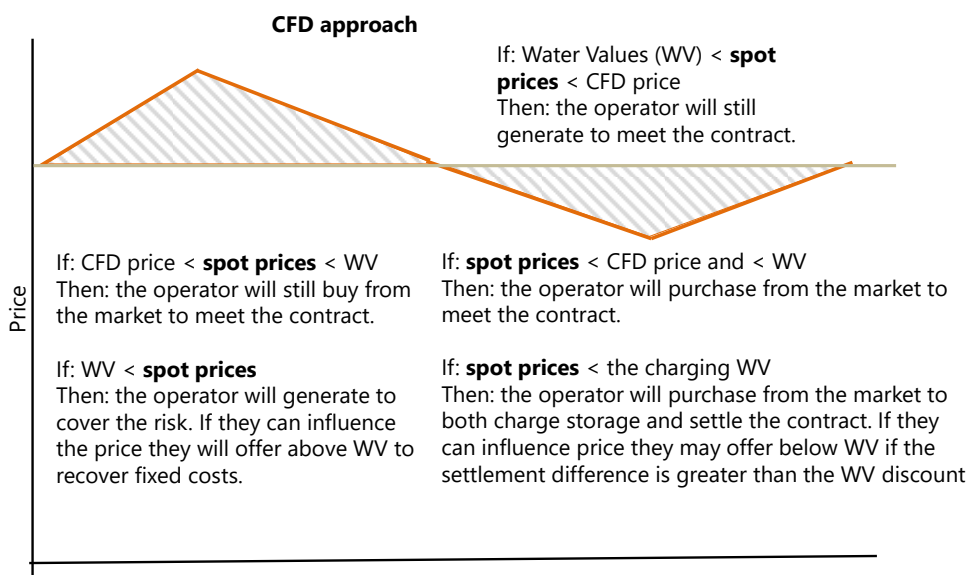 CFD approach
If: Water Values (WV) < spot
prices < CFD price
Then: the operator will still
generate to meet the contract.
Price
If: CFD price < spot prices < WV
Then: the operator will still buy from
the market to meet the contract.
If: WV < spot prices
Then: the operator will generate to
cover the risk. If they can influence
the price they will offer above WV to
recover fixed costs.
If: spot prices < CFD price and < WV
Then: the operator will purchase from the market to
meet the contract.
If: spot prices < the charging WV
Then: the operator will purchase from the market to
both charge storage and settle the contract. If they
can influence price they may offer below WV if the
settlement difference is greater than the WV discount